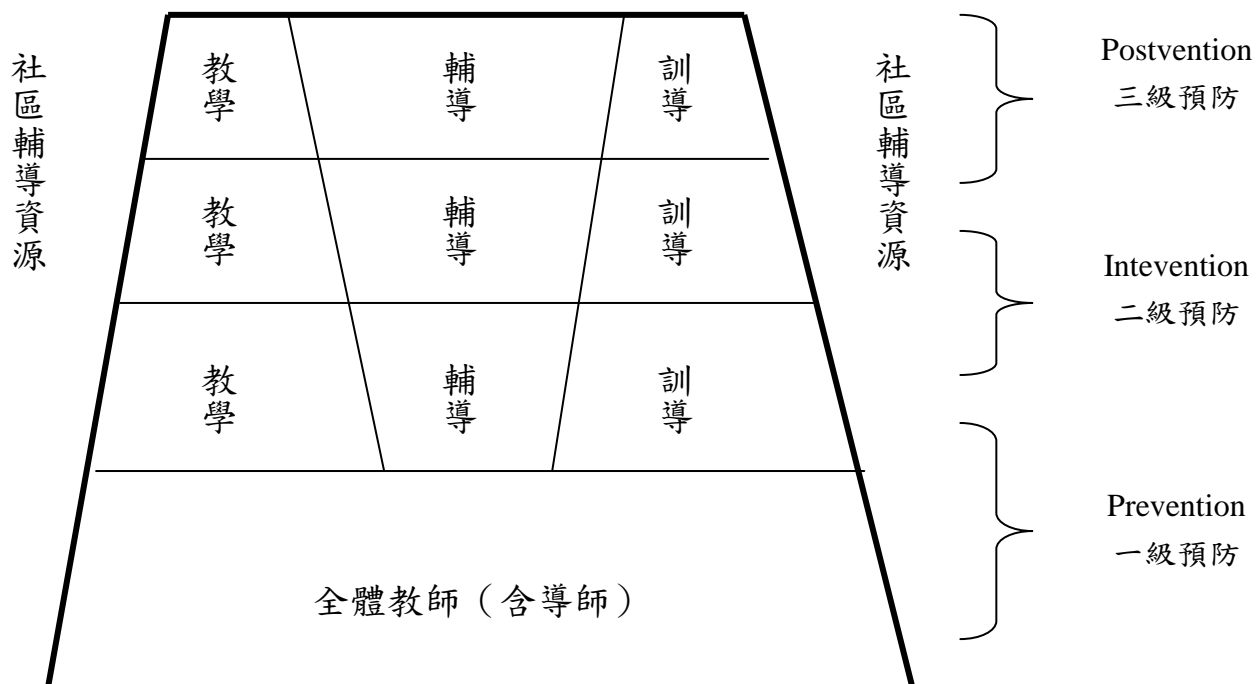 社區輔導資源
教學
輔導
訓導
社區輔導資源
Postvention
三級預防
教學
輔導
訓導
Intevention
二級預防
教學
輔導
訓導
Prevention
一級預防
全體教師（含導師）